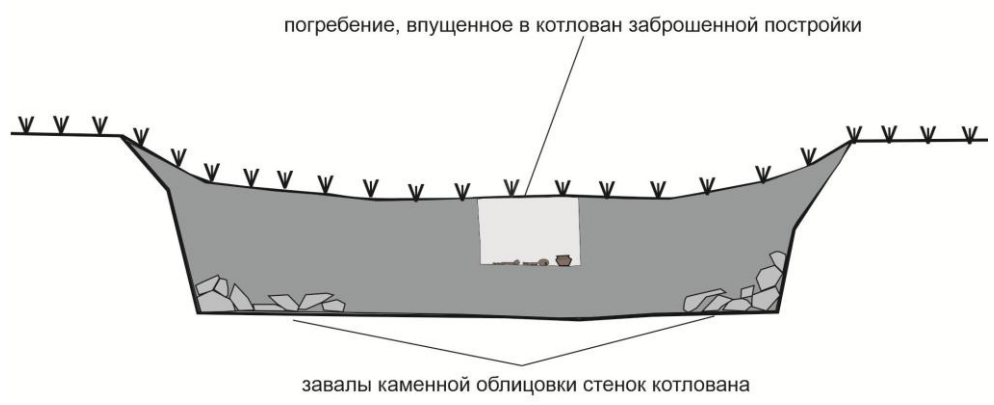 погребение, впущенное в котлован заброшенной постройки
завалы каменной облицовки стенок котлована